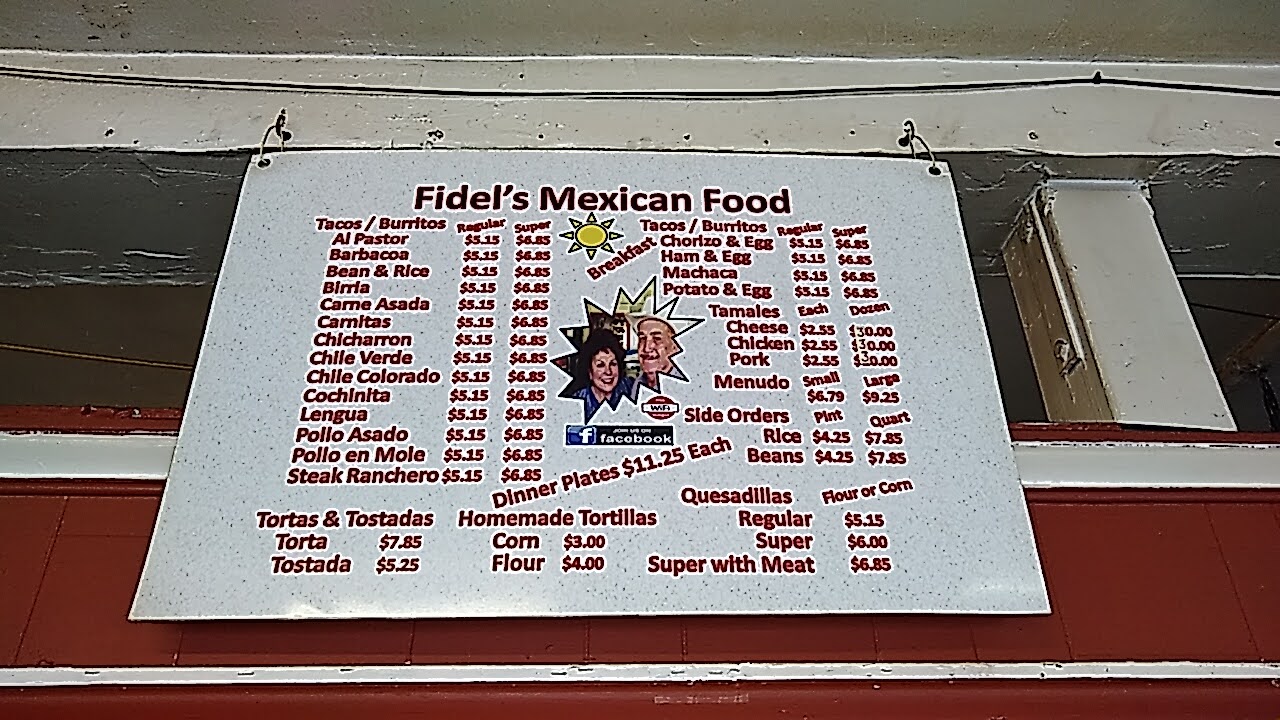 Fidel's Mexican Food
Tacos / Burritos Regular Super
Al Pastor $5.15 $6.85
Barbacoa $5.15 $6.85
Bean & Rice $5.15 $6.85
Birria $5.15 $6.85
Carne Asada $5.15 $6.85
Carnitas $5.15 $6.85
Chicharron $5.15 $6.85
Chile Verde $5.15 $6.85
Chile Colorado $5.15 $6.85
Cochinita $5.15 $6.85
Lengua $5.15 $6.85
Pollo Asado $5.15 $6.85
Pollo en Mole $5.15 $6.85
Steak Ranchero $5.15 $6.85
Breakfast
Tacos / Burritos Regular Super
Chorizo & Egg $5.15 $6.85
Ham & Egg $5.15 $6.85
Machaca $5.15 $6.85
Potato & Egg $5.15 $6.85
Tamales Each Dozen
Cheese $2.55 $30.00
Chicken $2.55 $30.00
Pork $2.55 $30.00
Menudo Small Large
$6.79 $9.25
WiFi
JOIN US ON
facebook
Side Orders Pint Quart
Rice $4.25 $7.85
Beans $4.25 $7.85
Dinner Plates $11.25 Each
Tortas & Tostadas
Torta $7.85
Tostada $5.25
Homemade Tortillas
Corn $3.00
Flour $4.00
Quesadillas Flour or Corn
Regular $5.15
Super $6.00
Super with Meat $6.85